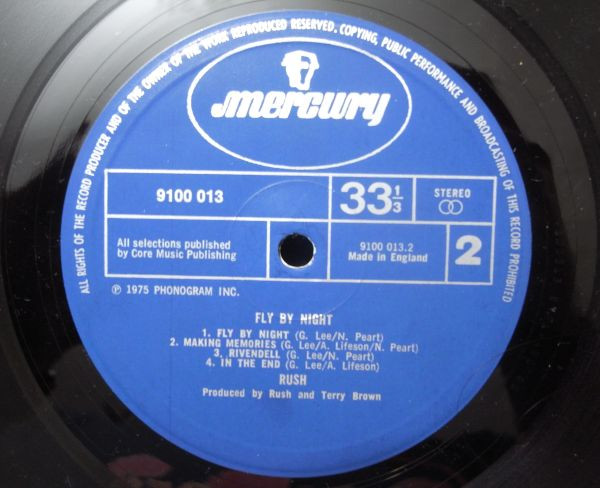 ALL RIGHTS OF THE RECORD PRODUCER AND OF THE OWNER OF THE WORK REPRODUCED RESERVED. COPYING, PUBLIC PERFORMANCE AND BROADCASTING OF THIS RECORD PROHIBITED
mercury
9100 013
33 1/3
STEREO
All selections published
by Core Music Publishing
9100 013.2
Made in England
2
℗ 1975 PHONOGRAM INC.
FLY BY NIGHT
1. FLY BY NIGHT (G. Lee/N. Peart)
2. MAKING MEMORIES (G. Lee/A. Lifeson/N. Peart)
3. RIVENDELL (G. Lee/N. Peart)
4. IN THE END (G. Lee/A. Lifeson)
RUSH
Produced by Rush and Terry Brown